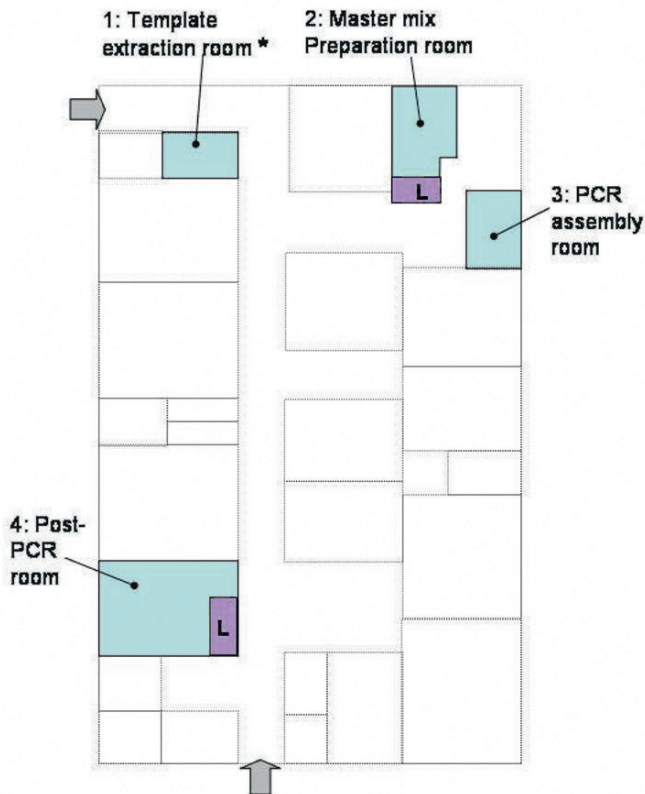 1: Template
extraction room *
2: Master mix
Preparation room
L
3: PCR
assembly
room
4: Post-
PCR
room
L